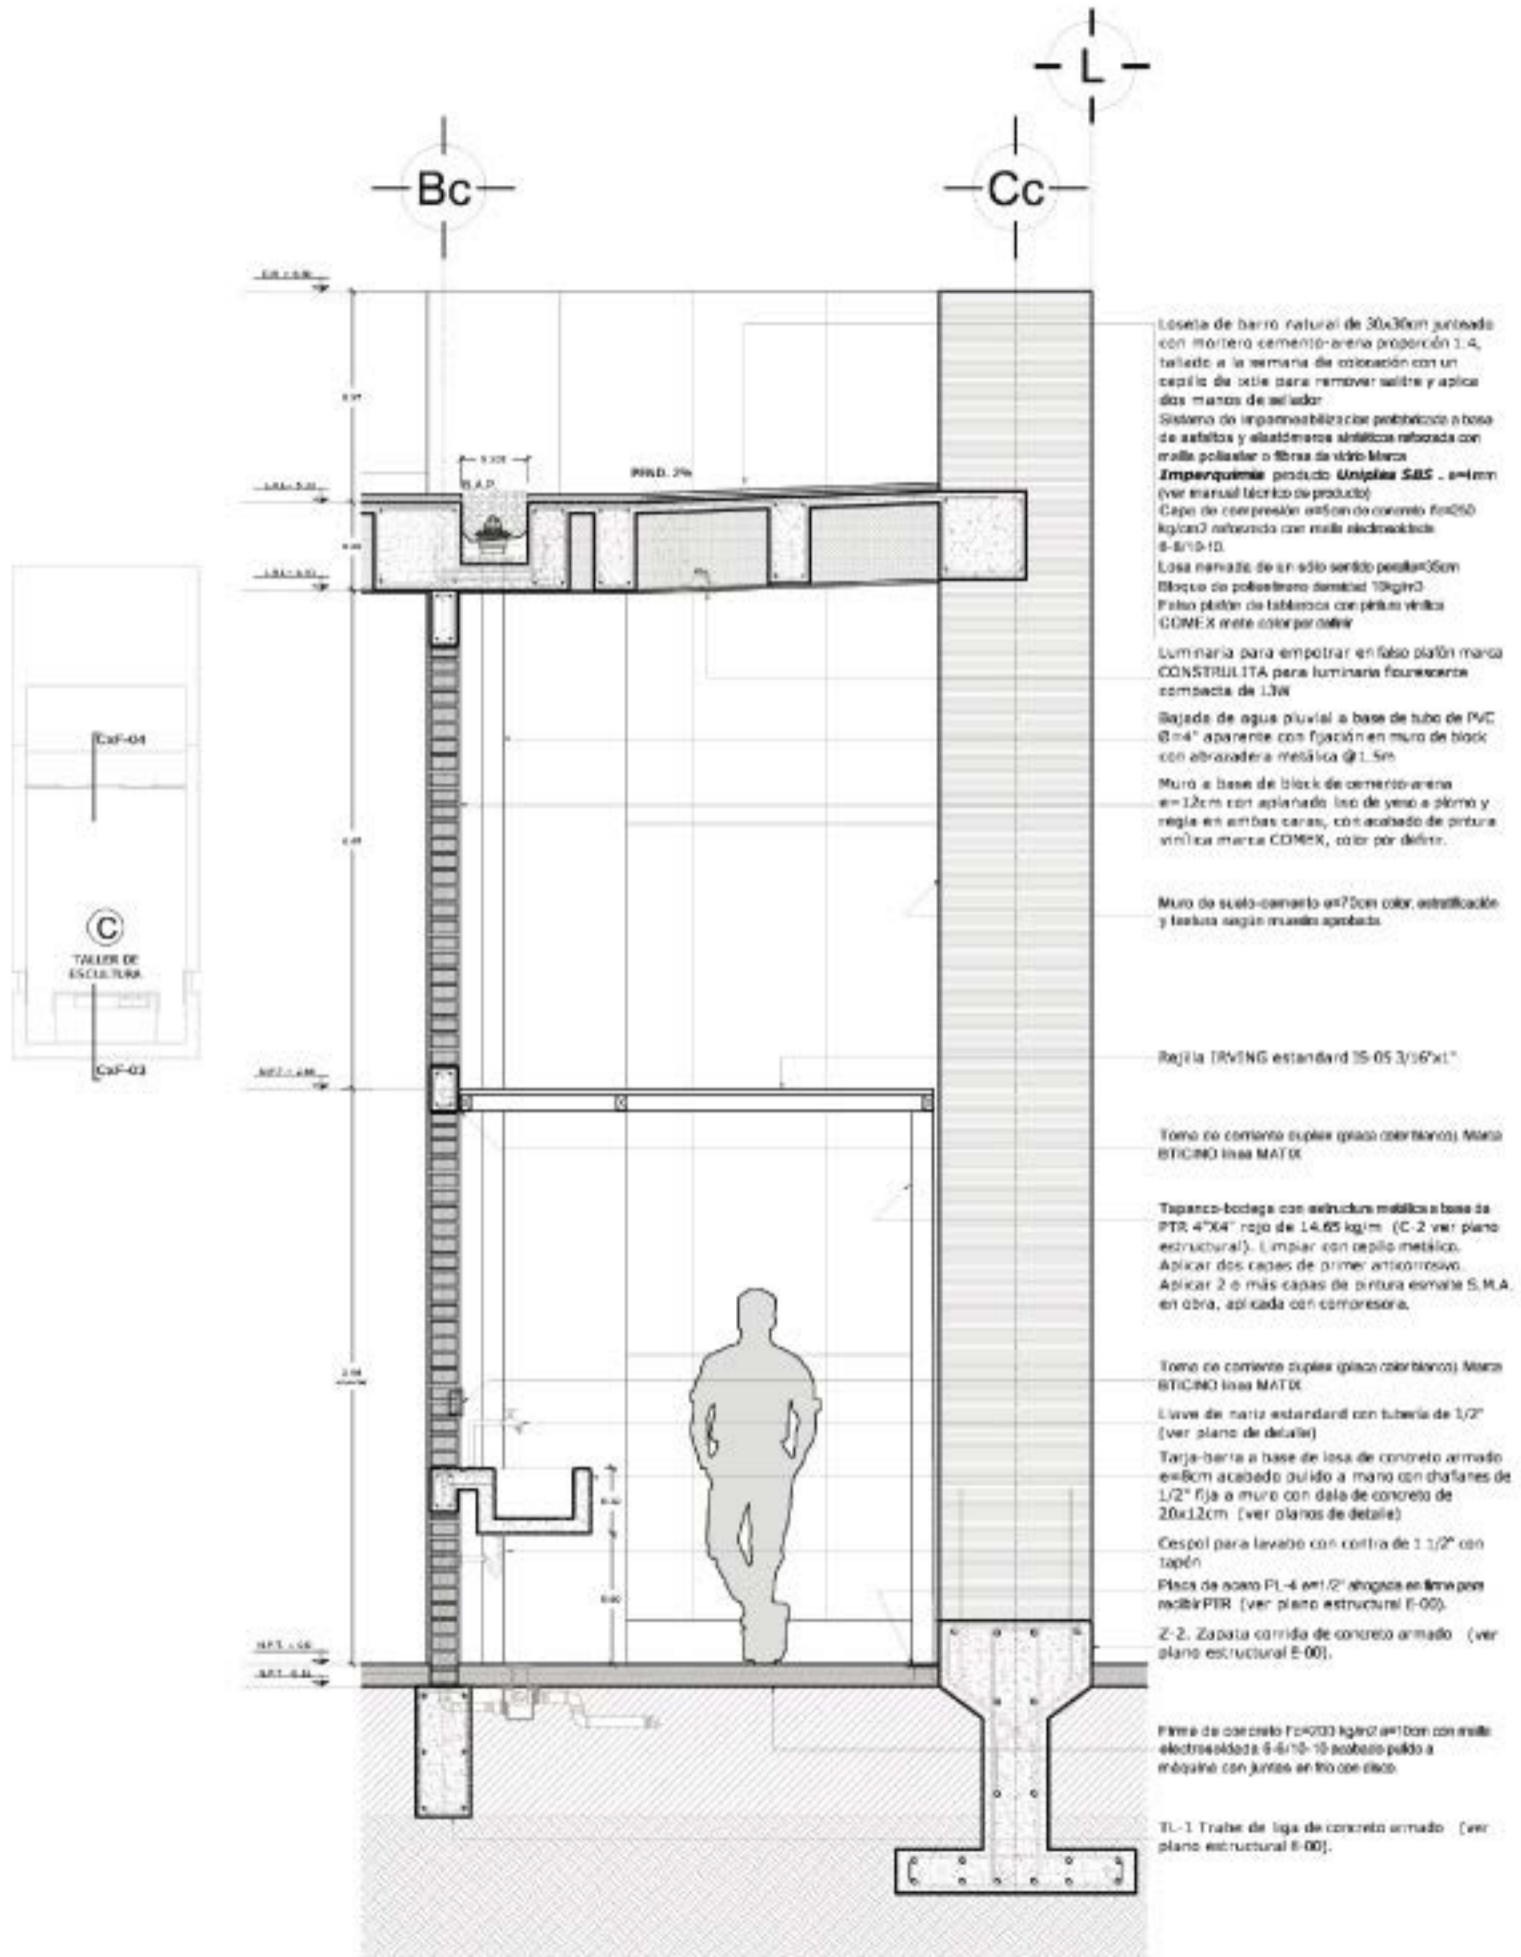 L
Bc
Cc
Loseta de barro natural de 30x30cm junteado
con mortero cemento-arena proporción 1:4,
tallado a la semana de colocación con un
cepillo de ixtle para remover salitre y aplica
dos manos de sellador
Sistema de impermeabilizacion prefabricada a base
de asfaltos y elastómeros sintéticos reforzada con
malla poliester o fibras de vidrio Marca
Imperquimia producto Uniplas SBS . e=4mm
(ver manual técnico de producto)
Capa de compresión e=5cm de concreto f'c=250
kg/cm2 reforzado con malla electrosoldada
6-6/10-10.
Losa nervada de un sólo sentido peralte=35cm
Bloque de poliestireno densidad
Falso plafón de tablaroca con pintura vinílica
COMEX mate color por definir
Luminaria para empotrar en falso plafón marca
CONSTRULITA para luminaria flourescente
compacta de 13W
Bajada de agua pluvial a base de tubo de PVC
Ø=4" aparente con fijación en muro de block
con abrazadera metálica @1.5m
Muro a base de block de cemento-arena
e=12cm con aplanado liso de yeso a plomo y
regla en ambas caras, con acabado de pintura
vinílica marca COMEX, color por definir.
Muro de suelo-cemento e=70cm color, estratificación
y textura según muestra aprobada
Rejilla IRVING estandard IS-05 3/16"x1"
Toma de corriente duplex (placa color blanco). Marca
BTICINO linea MATIX
Tapanco-bodega con estructura metálica a base de
PTR 4"X4" rojo de 14.65 kg/m (C-2 ver plano
estructural). Limpiar con cepillo metálico.
Aplicar dos capas de primer anticorrosivo.
Aplicar 2 o más capas de pintura esmalte S.M.A.
en obra, aplicada con compresora.
Toma de corriente duplex (placa color blanco). Marca
BTICINO linea MATIX
Llave de nariz estandard con tubería de 1/2"
(ver plano de detalle)
Tarja-barra a base de losa de concreto armado
e=8cm acabado pulido a mano con chaflanes de
1/2" fija a muro con dala de concreto de
20x12cm (ver planos de detalle)
Cespol para lavabo con contra de 1 1/2" con
tapón
Placa de acero PL-4 e=1/2" ahogada en firme para
recibir PTR (ver plano estructural E-00).
Z-2. Zapata corrida de concreto armado (ver
plano estructural E-00).
Firme de concreto e=10cm con malla
electrosoldada 6-6/10-10 acabado pulido a
máquina con juntas en frio con disco.
TL-1 Trabe de liga de concreto armado (ver
plano estructural E-00).
B.A.P.
PEND. 2%
CxF-04
C
TALLER DE
ESCULTURA
CxF-03